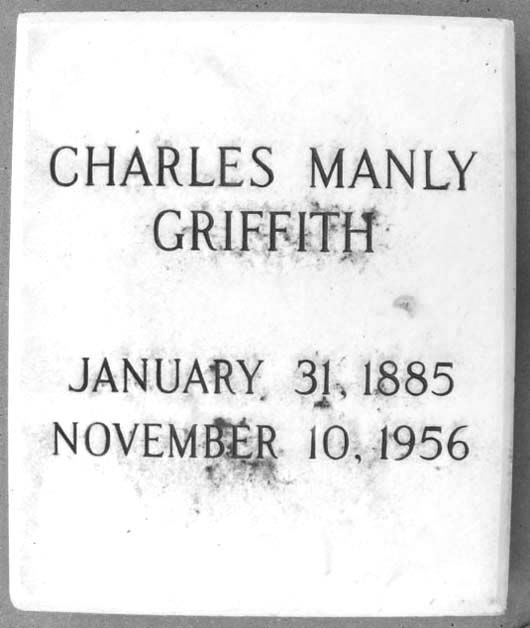 CHARLES MANLY
GRIFFITH
JANUARY 31, 1885
NOVEMBER 10, 1956